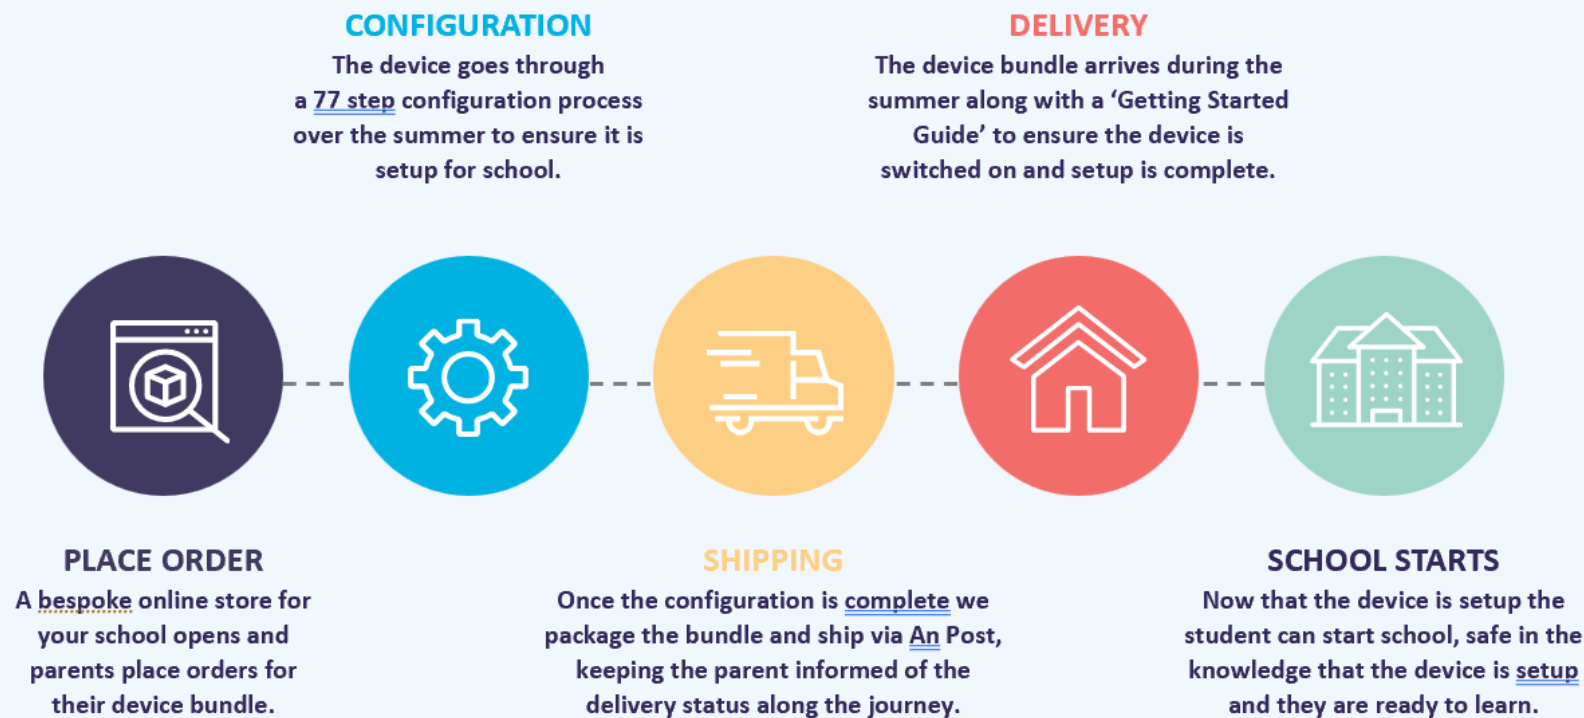 PLACE ORDER
A bespoke online store for
your school opens and
parents place orders for
their device bundle.
CONFIGURATION
The device goes through
a 77 step configuration process
over the summer to ensure it is
setup for school.
SHIPPING
Once the configuration is complete we
package the bundle and ship via An Post,
keeping the parent informed of the
delivery status along the journey.
DELIVERY
The device bundle arrives during the
summer along with a ‘Getting Started
Guide’ to ensure the device is
switched on and setup is complete.
SCHOOL STARTS
Now that the device is setup the
student can start school, safe in the
knowledge that the device is setup
and they are ready to learn.